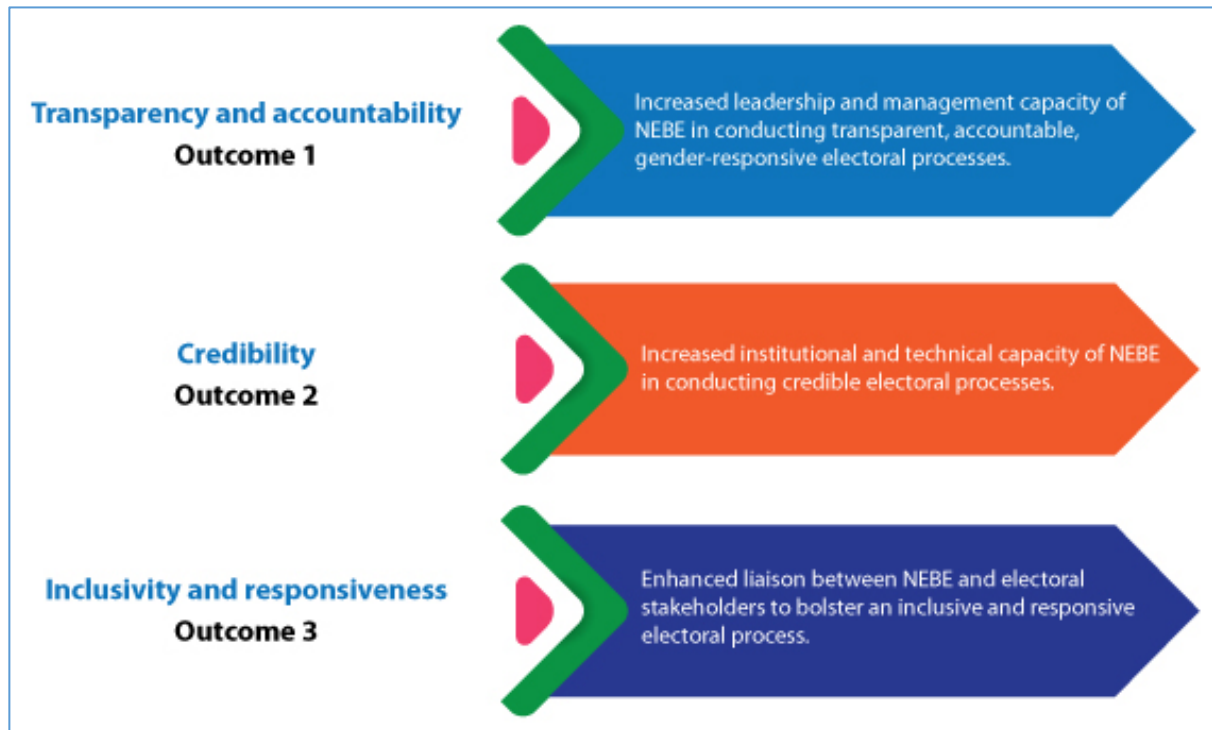 Transparency and accountability
Outcome 1
Increased leadership and management capacity of
NEBE in conducting transparent, accountable,
gender-responsive electoral processes.
Credibility
Outcome 2
Increased institutional and technical capacity of NEBE
in conducting credible electoral processes.
Inclusivity and responsiveness
Outcome 3
Enhanced liaison between NEBE and electoral
stakeholders to bolster an inclusive and responsive
electoral process.